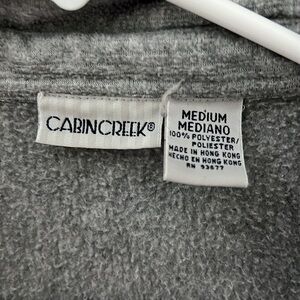 CABINCREEK®
MEDIUM
MEDIANO
100% POLYESTER/
POLIESTER
MADE IN HONG KONG
HECHO EN HONG KONG
RN 93677